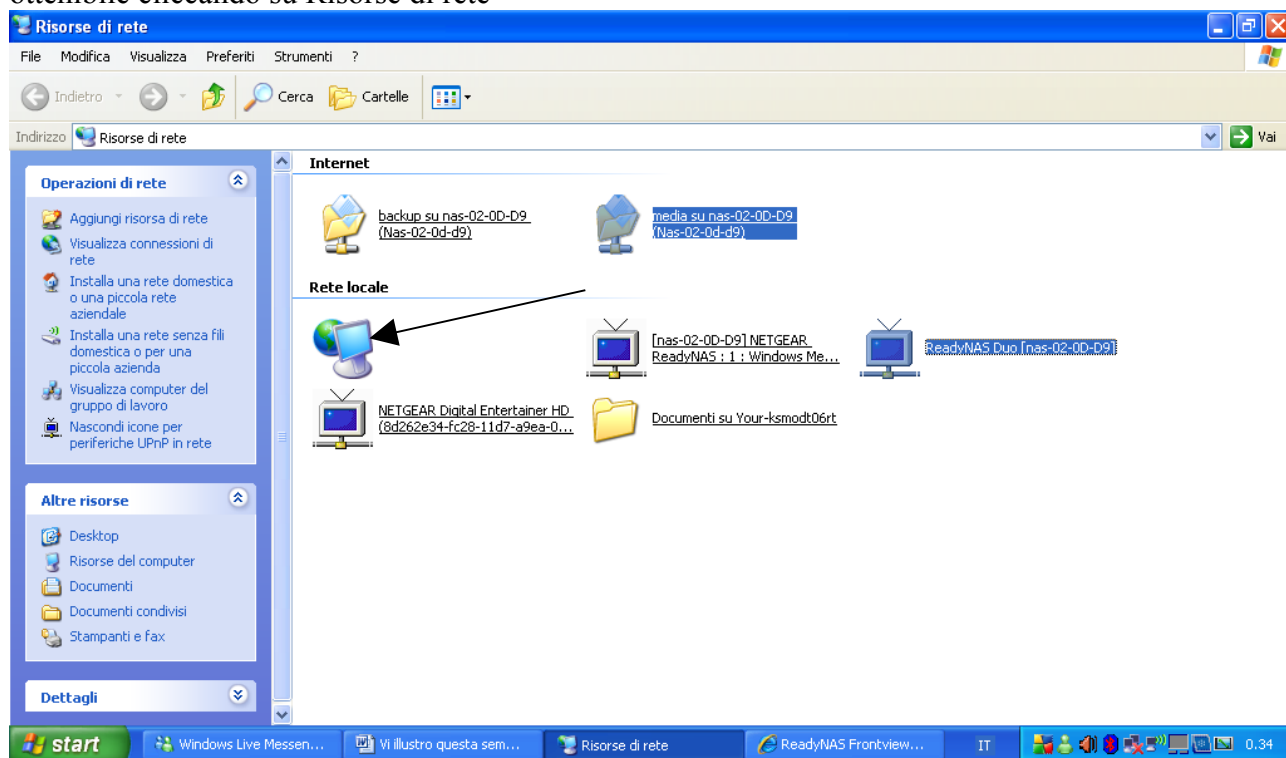 ottenibile cliccando su Risorse di rete
Risorse di rete
File Modifica Visualizza Preferiti Strumenti ?
Indietro Cerca Cartelle
Indirizzo Risorse di rete Vai
Operazioni di rete
Aggiungi risorsa di rete
Visualizza connessioni di
rete
Installa una rete domestica
o una piccola rete
aziendale
Installa una rete senza fili
domestica o per una
piccola azienda
Visualizza computer del
gruppo di lavoro
Nascondi icone per
periferiche UPnP in rete
Altre risorse
Desktop
Risorse del computer
Documenti
Documenti condivisi
Stampanti e fax
Dettagli
Internet
backup su nas-02-0D-D9
(Nas-02-0d-d9)
media su nas-02-0D-D9
(Nas-02-0d-d9)
Rete locale
[nas-02-0D-D9] NETGEAR
ReadyNAS : 1 : Windows Me...
ReadyNAS Duo [nas-02-0D-D9]
NETGEAR Digital Entertainer HD
(8d262e34-fc28-11d7-a9ea-0...
Documenti su Your-ksmodt06rt
start Windows Live Messen... Vi illustro questa sem... Risorse di rete ReadyNAS Frontview... IT 0.34